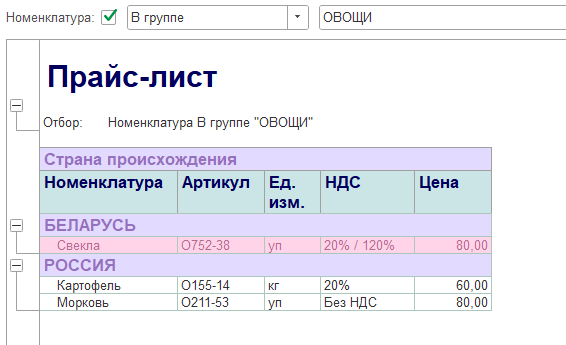 Номенклатура: В группе ОВОЩИ
Прайс-лист
Отбор: Номенклатура В группе "ОВОЩИ"
Страна происхождения
Номенклатура Артикул Ед. изм. НДС Цена
БЕЛАРУСЬ
Свекла О752-38 уп 20% / 120% 80,00
РОССИЯ
Картофель О155-14 кг 20% 60,00
Морковь О211-53 уп Без НДС 80,00